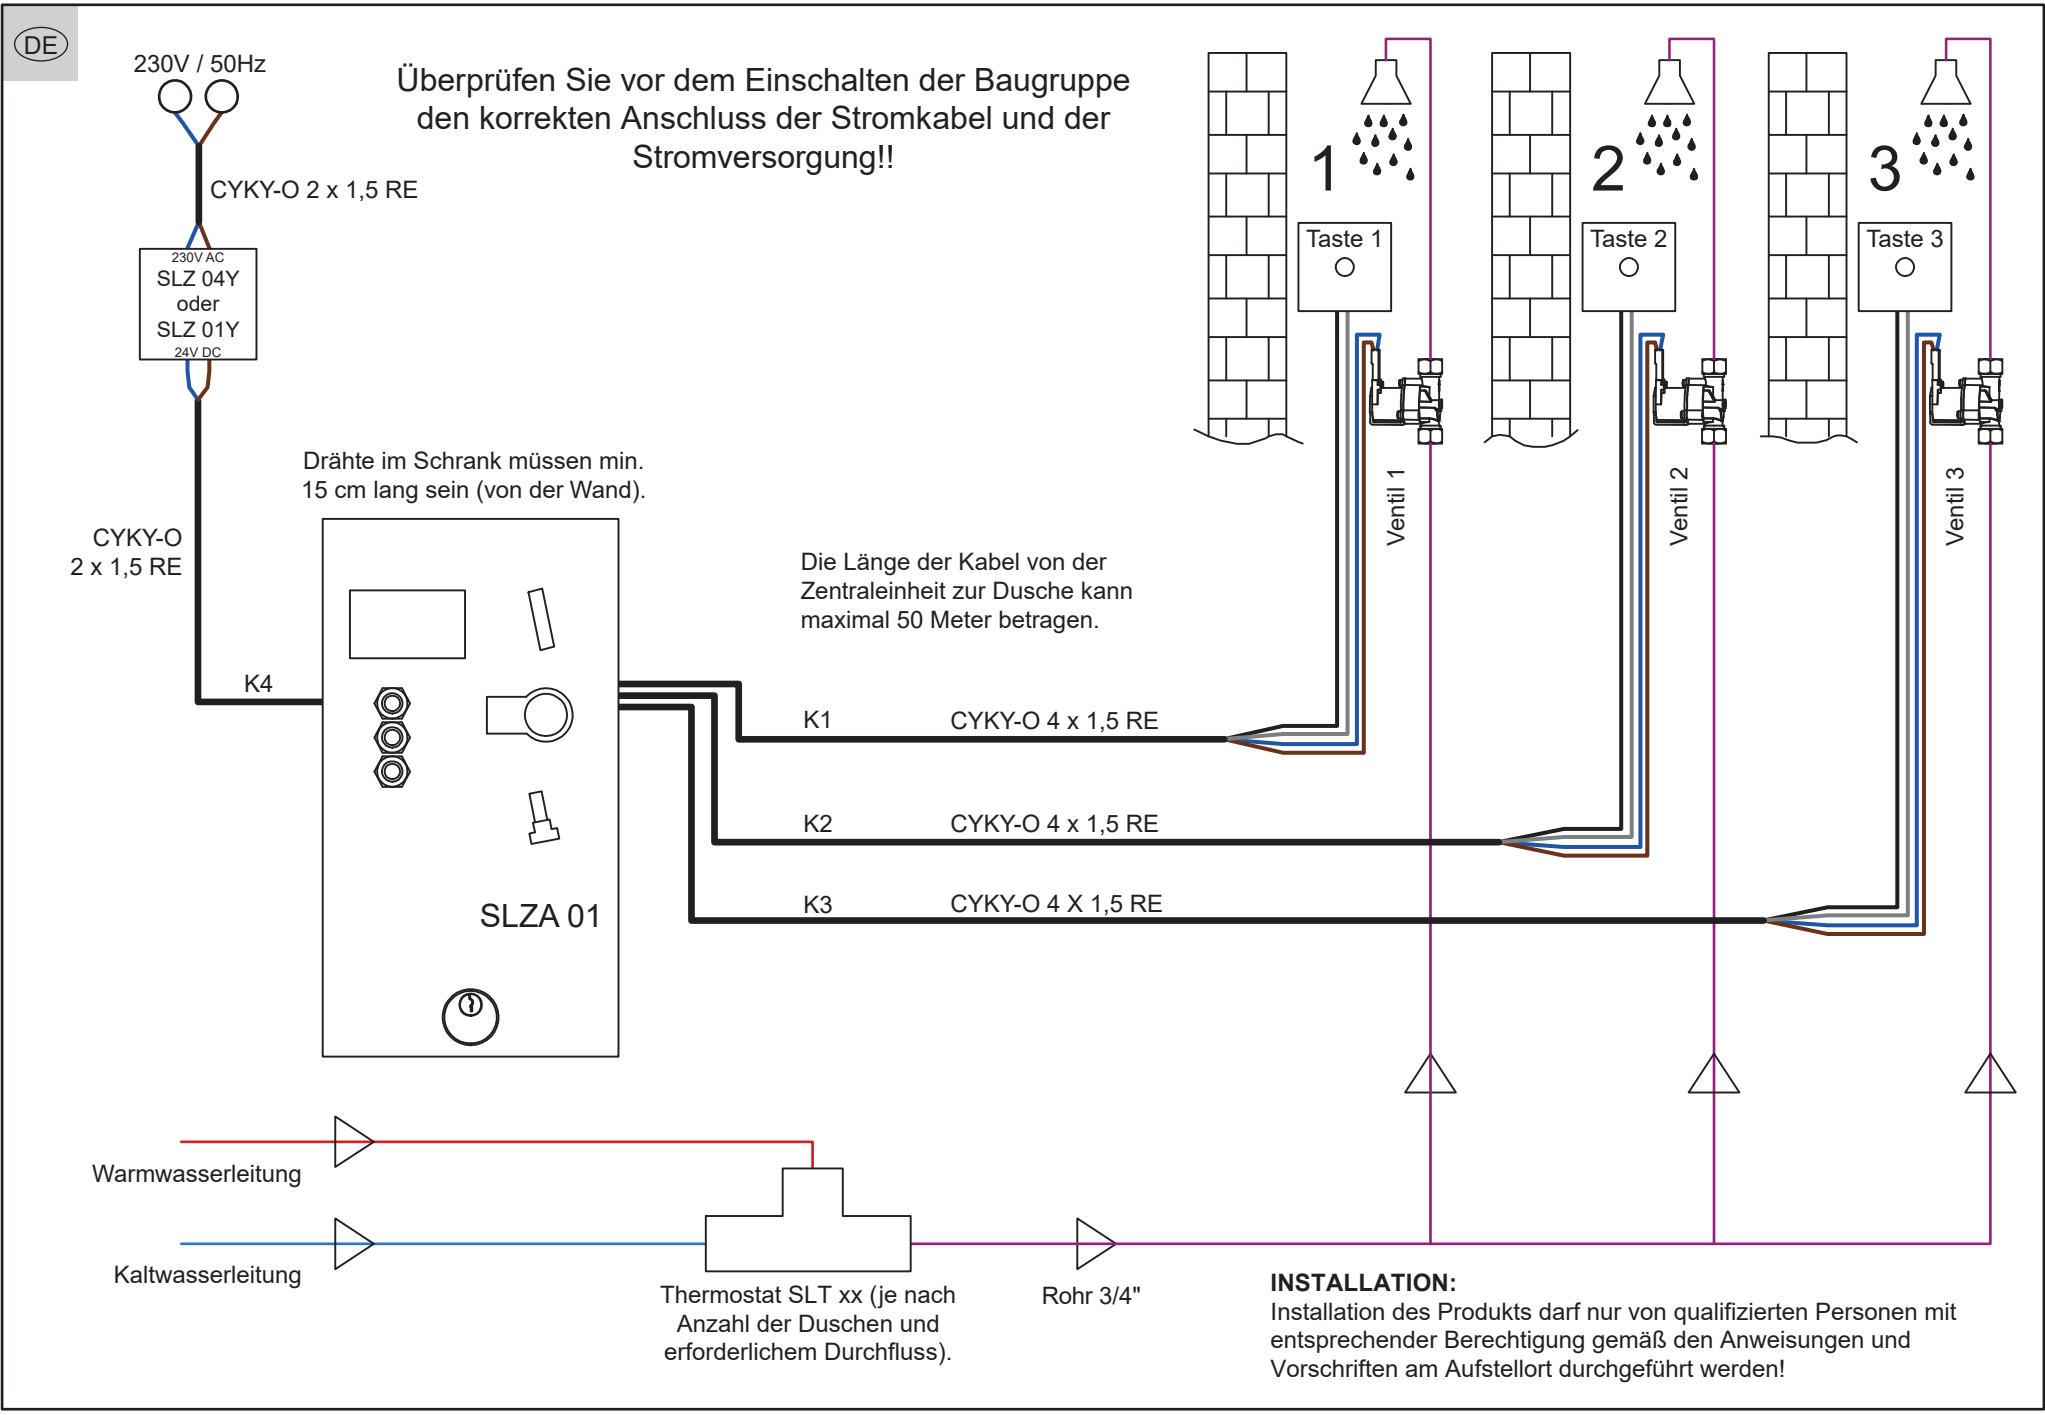 DE
230V / 50Hz
Überprüfen Sie vor dem Einschalten der Baugruppe
den korrekten Anschluss der Stromkabel und der
Stromversorgung!!
CYKY-O 2 x 1,5 RE
230V AC
SLZ 04Y
oder
SLZ 01Y
24V DC
1
2
3
Taste 1
Taste 2
Taste 3
Ventil 1
Ventil 2
Ventil 3
Drähte im Schrank müssen min.
15 cm lang sein (von der Wand).
CYKY-O
2 x 1,5 RE
K4
Die Länge der Kabel von der
Zentraleinheit zur Dusche kann
maximal 50 Meter betragen.
K1 CYKY-O 4 x 1,5 RE
K2 CYKY-O 4 x 1,5 RE
K3 CYKY-O 4 X 1,5 RE
SLZA 01
Warmwasserleitung
Kaltwasserleitung
Thermostat SLT xx (je nach
Anzahl der Duschen und
erforderlichem Durchfluss).
Rohr 3/4"
INSTALLATION:
Installation des Produkts darf nur von qualifizierten Personen mit
entsprechender Berechtigung gemäß den Anweisungen und
Vorschriften am Aufstellort durchgeführt werden!